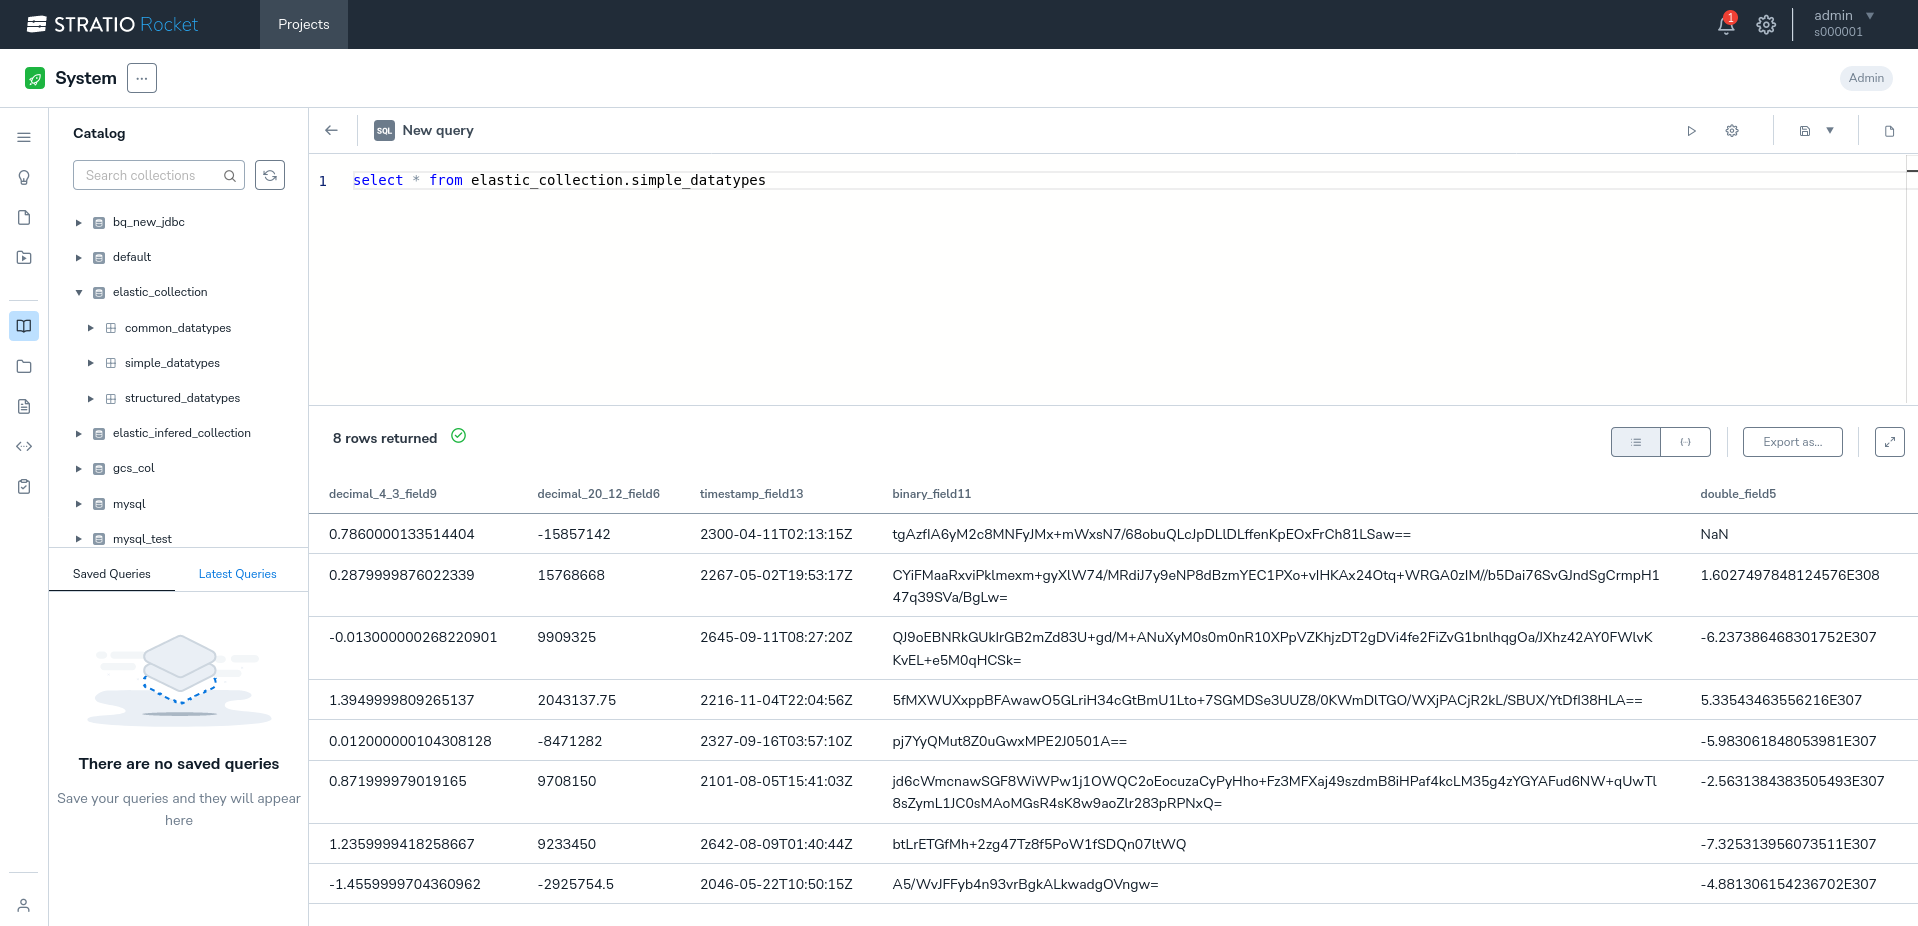 STRATIO Rocket
Projects
1
admin
s000001
System
Admin
Catalog
Search collections
bq_new_jdbc
default
elastic_collection
common_datatypes
simple_datatypes
structured_datatypes
elastic_infered_collection
gcs_col
mysql
mysql_test
Saved Queries Latest Queries
There are no saved queries
Save your queries and they will appear
here
SQL New query
1 select * from elastic_collection.simple_datatypes
8 rows returned
Export as...
decimal_4_3_field9 decimal_20_12_field6 timestamp_field13 binary_field11 double_field5
0.7860000133514404 -15857142 2300-04-11T02:13:15Z tgAzfIA6yM2c8MNFyJMx+mWxsN7/68obuQLcJpDLlDLffenKpEOxFrCh81LSaw== NaN
0.2879999876022339 15768668 2267-05-02T19:53:17Z CYiFMaaRxviPklmexm+gyXlW74/MRdiJ7y9eNP8dBzmYEC1PXo+vlHKAx24Otq+WRGA0zIM//b5Dai76SvGJndSgCrmpH1 1.6027497848124576E308
47q39SVa/BgLw=
-0.013000000268220901 9909325 2645-09-11T08:27:20Z QJ9oEBNRkGUkIrGB2mZd83U+gd/M+ANuXyM0s0m0nR10XPpVZKhjzDT2gDVi4fe2FiZvG1bnlhqgOa/JXhz42AY0FWlvK -6.237386468301752E307
KvEL+e5M0qHCSk=
1.3949999809265137 2043137.75 2216-11-04T22:04:56Z 5fMXWUXxppBFAwawO5GLriH34cGtBmU1Lto+7SGMDSe3UUZ8/0KWmDlTGO/WXjPACjR2kL/SBUX/YtDfI38HLA== 5.33543463556216E307
0.012000000104308128 -8471282 2327-09-16T03:57:10Z pj7YyQMut8Z0uGwxMPE2J0501A== -5.983061848053981E307
0.871999979019165 9708150 2101-08-05T15:41:03Z jd6cWmcnawSGF8WiWPw1j1OWQC2oEocuzaCyPyHho+Fz3MFXaj49szdmB8iHPaf4kcLM35g4zYGYAFud6NW+qUwTl -2.5631384383505493E307
8sZymL1JC0sMAoMGsR4sK8w9aoZlr283pRPNxQ=
1.2359999418258667 9233450 2642-08-09T01:40:44Z btLrETGfMh+2zg47Tz8f5PoW1fSDQn07ltWQ -7.325313956073511E307
-1.4559999704360962 -2925754.5 2046-05-22T10:50:15Z A5/WvJFFyb4n93vrBgkALkwadgOVngw= -4.881306154236702E307